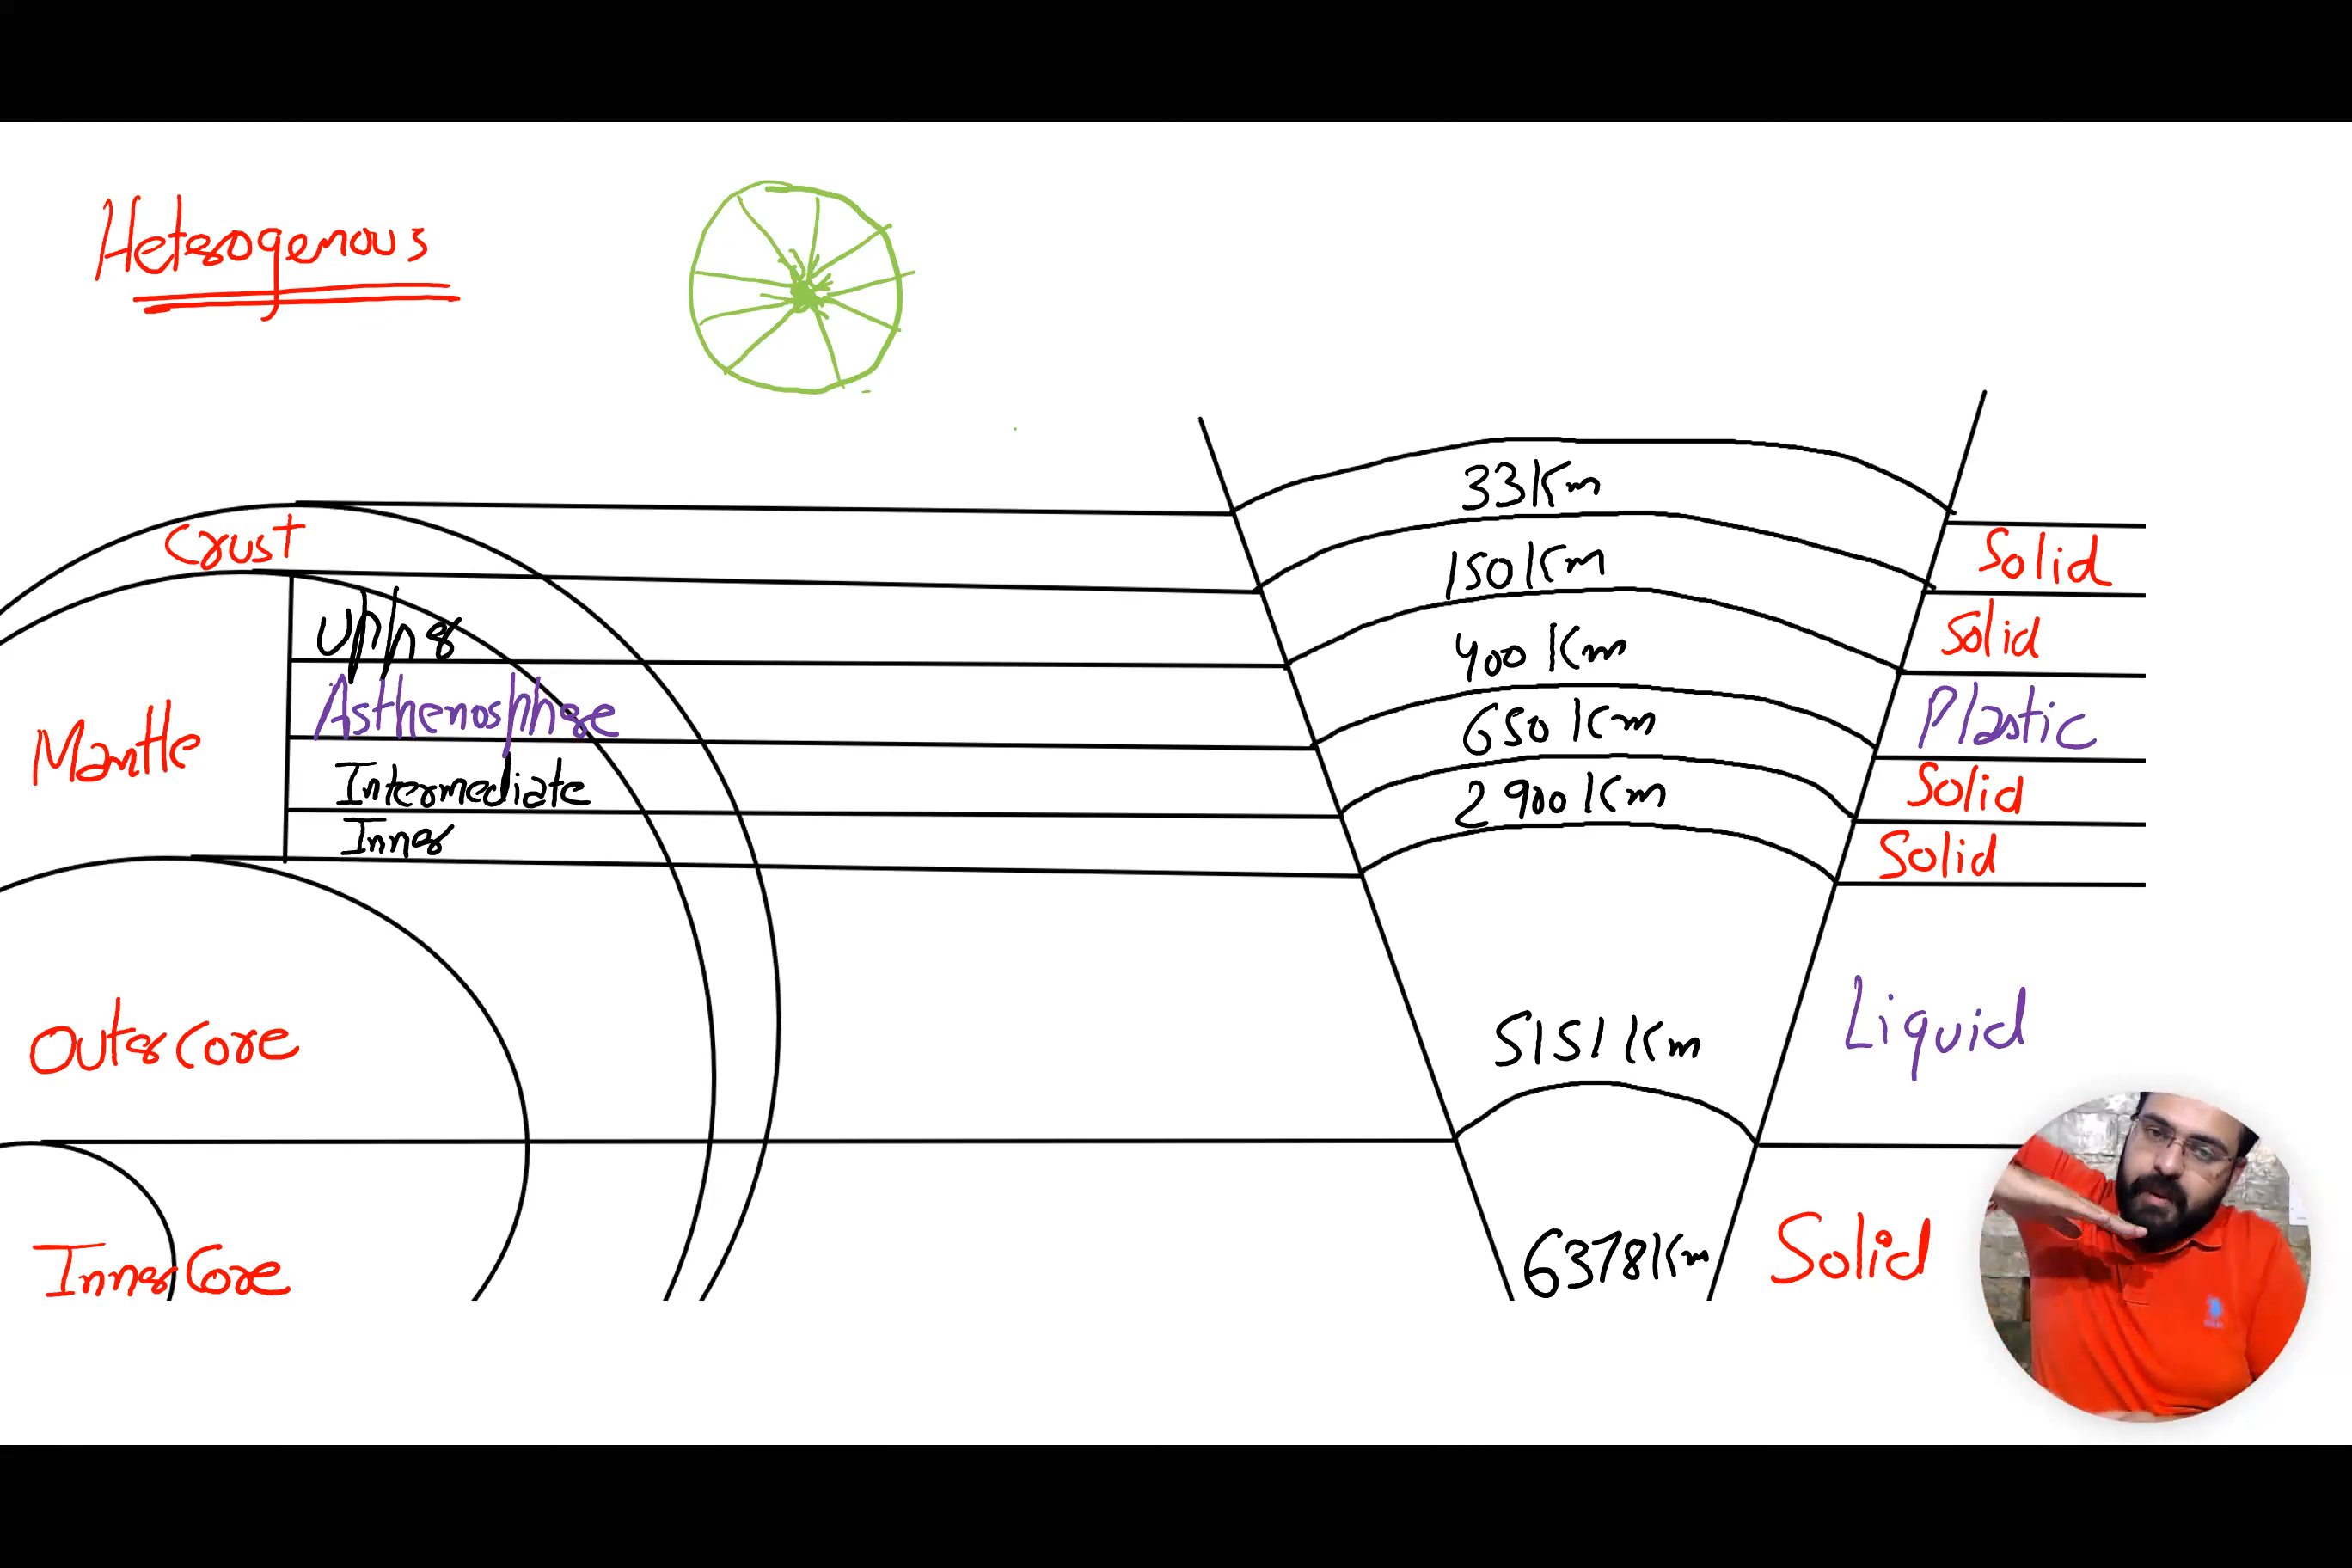 Heterogenous
33 Km
Crust
150 Km
Solid
Upper
400 Km
Solid
Mantle
Asthenosphere
650 Km
Plastic
Intermediate
2900 Km
Solid
Inner
Solid
Outer Core
5151 Km
Liquid
Inner Core
6378 Km
Solid